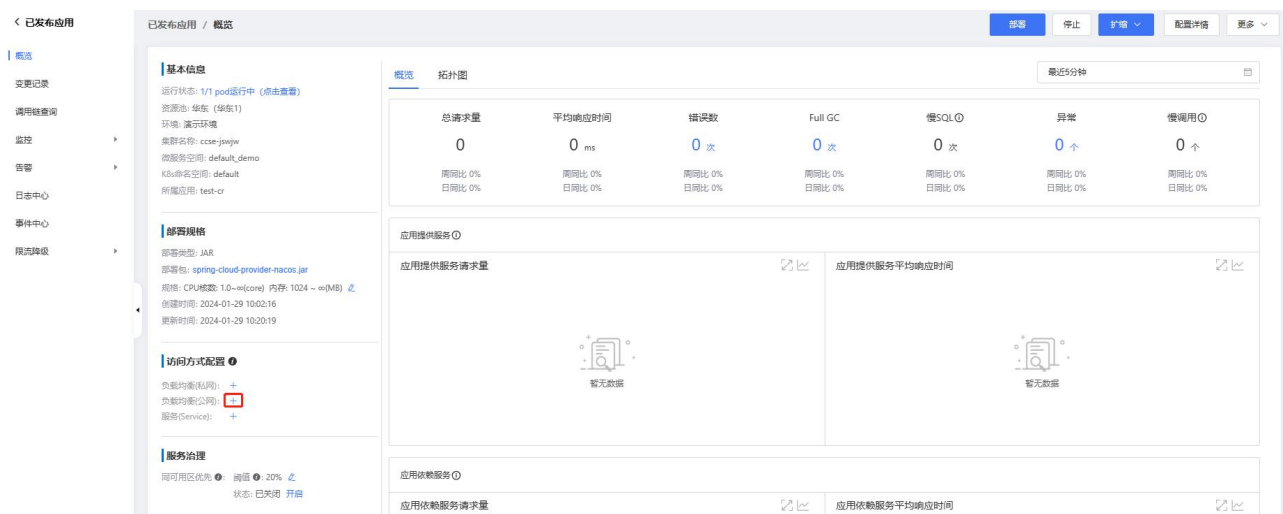 已发布应用
概览
变更记录
调用链查询
监控
告警
日志中心
事件中心
限流降级
已发布应用 / 概览
部署
停止
扩缩
配置详情
更多
基本信息
运行状态: 1/1 pod运行中 (点击查看)
资源池: 华东 (华东1)
环境: 演示环境
集群名称: ccse-jswjw
微服务空间: default_demo
K8s命名空间: default
所属应用: test-cr
部署规格
部署类型: JAR
部署包: spring-cloud-provider-nacos.jar
规格: CPU核数: 1.0~∞(core) 内存: 1024 ~ ∞(MB)
创建时间: 2024-01-29 10:02:16
更新时间: 2024-01-29 10:20:19
访问方式配置
负载均衡(私网): +
负载均衡(公网): +
服务(Service): +
服务治理
同可用区优先 : 阈值 : 20%
状态: 已关闭 开启
概览 拓扑图
最近5分钟
总请求量 平均响应时间 错误数 Full GC 慢SQL 异常 慢调用
0 0 ms 0 次 0 次 0 次 0 个 0 个
周同比 0% 周同比 0% 周同比 0% 周同比 0% 周同比 0% 周同比 0% 周同比 0%
日同比 0% 日同比 0% 日同比 0% 日同比 0% 日同比 0% 日同比 0% 日同比 0%
应用提供服务
应用提供服务请求量
应用提供服务平均响应时间
暂无数据
暂无数据
应用依赖服务
应用依赖服务请求量
应用依赖服务平均响应时间